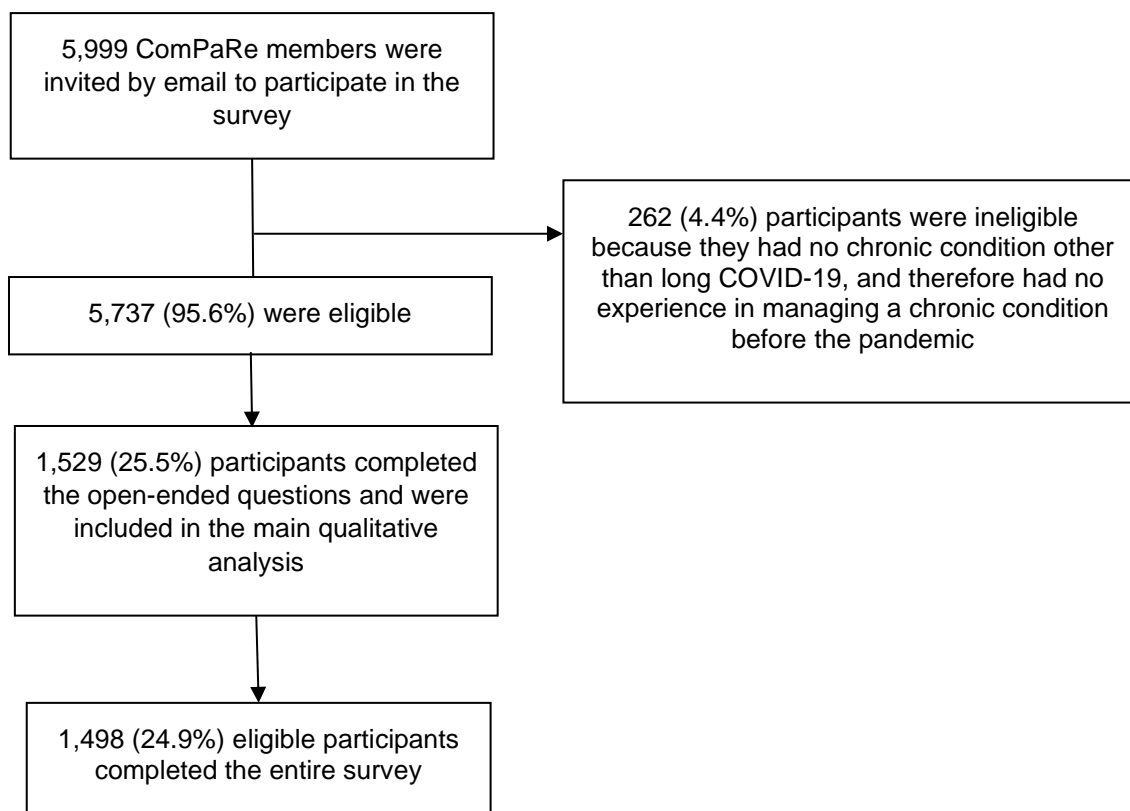 5,999 ComPaRe members were
invited by email to participate in the
survey
262 (4.4%) participants were ineligible
because they had no chronic condition other
than long COVID-19, and therefore had no
experience in managing a chronic condition
before the pandemic
5,737 (95.6%) were eligible
1,529 (25.5%) participants completed
the open-ended questions and were
included in the main qualitative
analysis
1,498 (24.9%) eligible participants
completed the entire survey